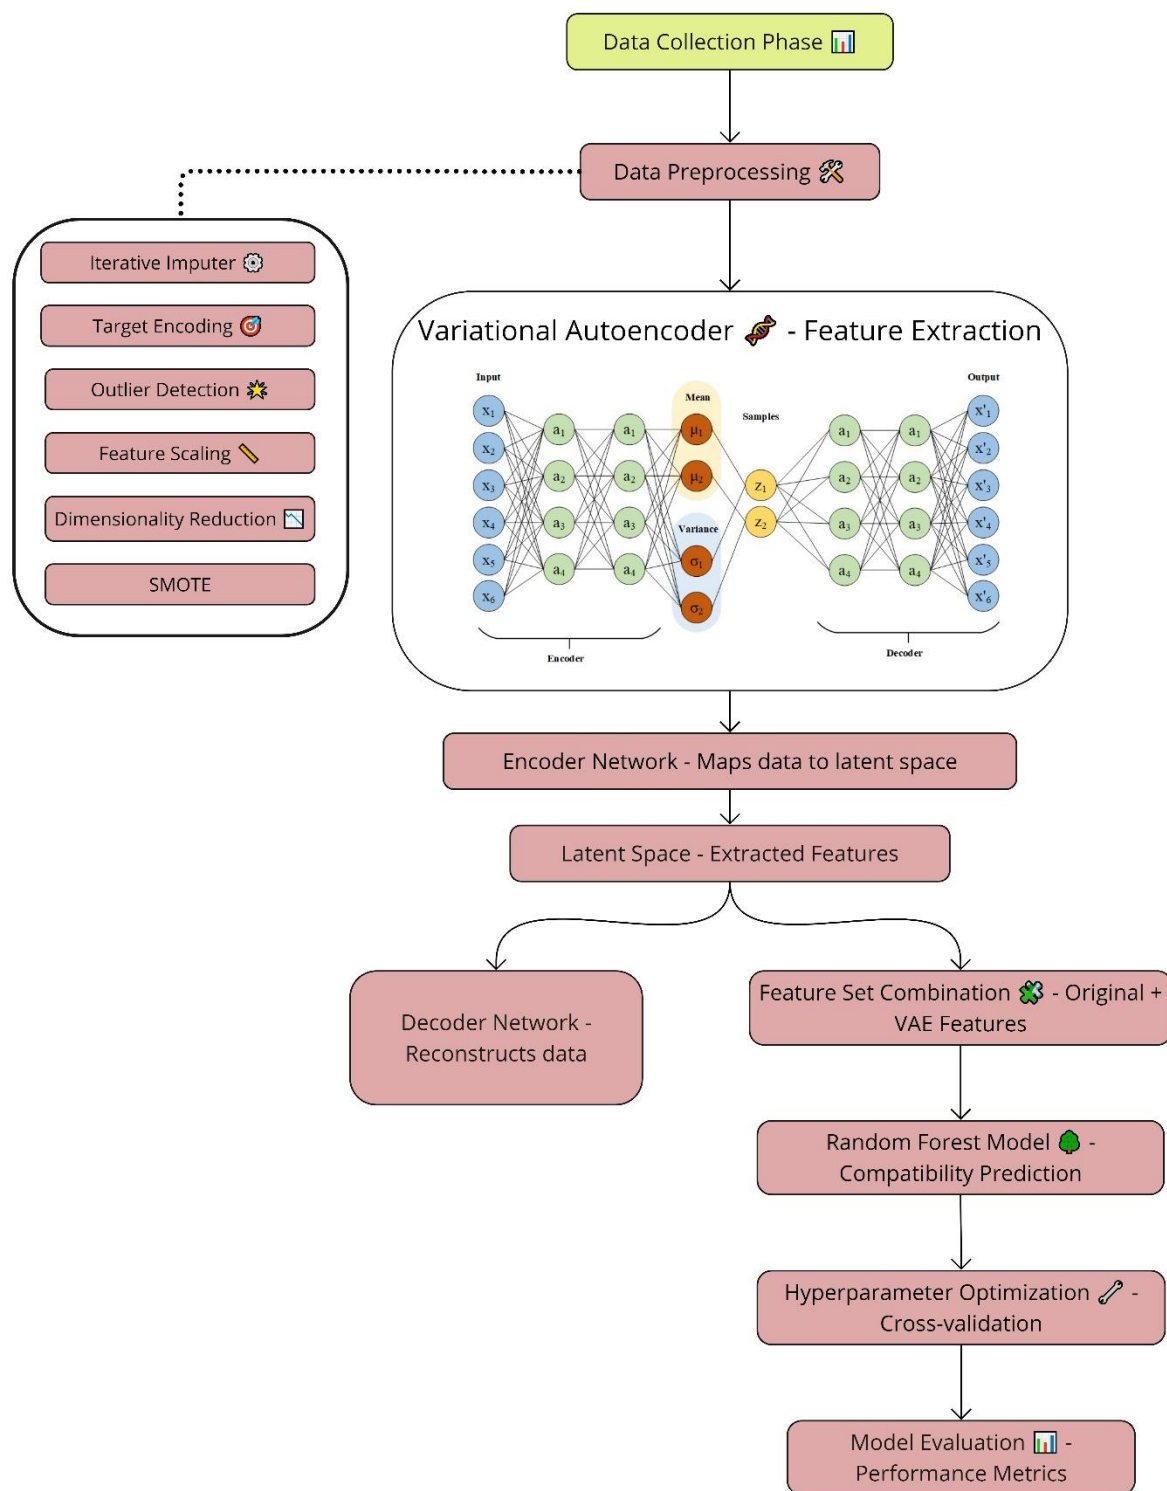 Data Collection Phase 📊
Data Preprocessing 🛠
Iterative Imputer ⚙
Target Encoding 🎯
Outlier Detection 🌟
Feature Scaling 📏
Dimensionality Reduction 📉
SMOTE
Variational Autoencoder 🧬 - Feature Extraction
Input
Mean
Samples
Output
x₁ a₁ a₁ μ₁ a₁ a₁ x'₁
x₂ a₂ a₂ μ₂ z₁ a₂ a₂ x'₂
x₃ x'₃
x₄ a₃ a₃ z₂ a₃ a₃ x'₄
Variance
x₅ a₄ a₄ σ₁ a₄ a₄ x'₅
x₆ σ₂ x'₆
Encoder
Decoder
Encoder Network - Maps data to latent space
Latent Space - Extracted Features
Decoder Network -
Reconstructs data
Feature Set Combination 🧩 - Original +
VAE Features
Random Forest Model 🌳 -
Compatibility Prediction
Hyperparameter Optimization 🔧 -
Cross-validation
Model Evaluation 📊 -
Performance Metrics